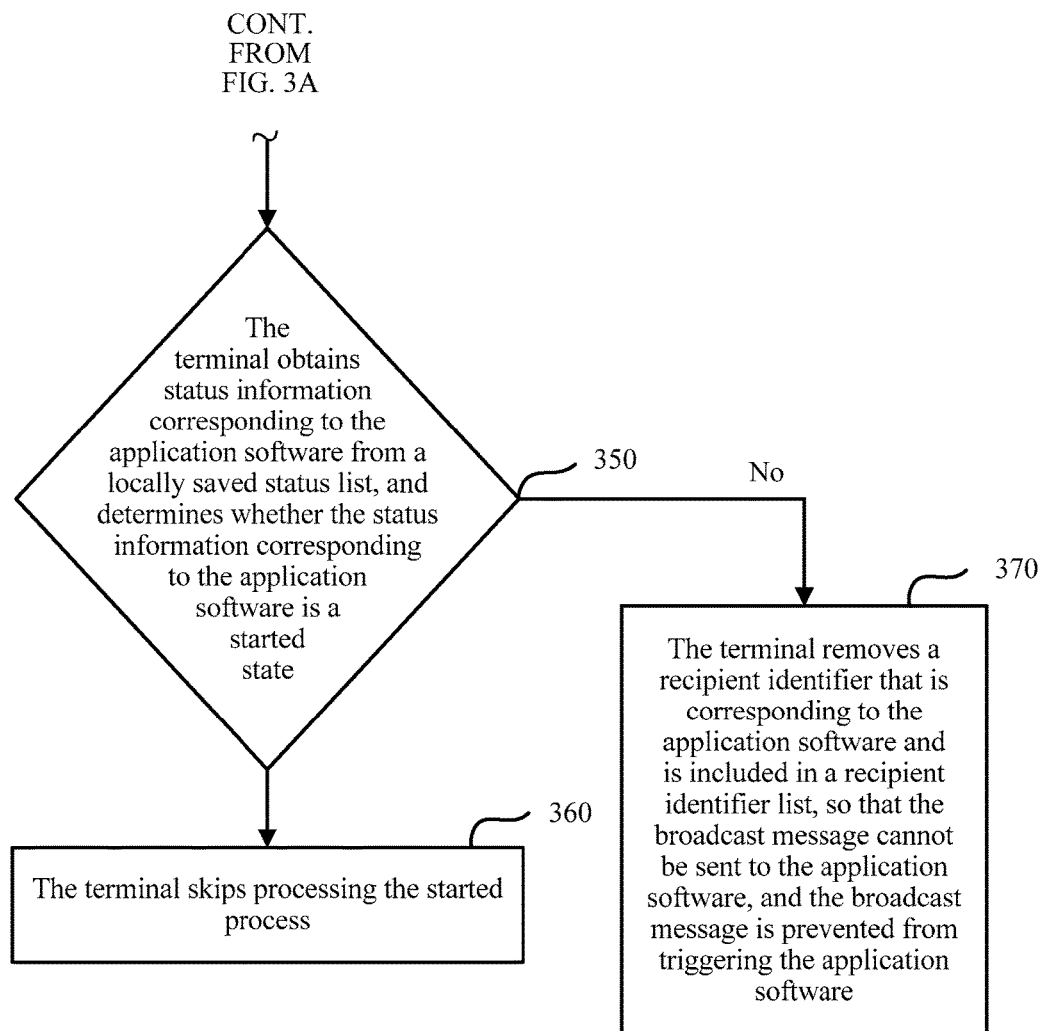 CONT.
FROM
FIG. 3A
The
terminal obtains
status information
corresponding to the
application software from a
locally saved status list, and
determines whether the status
information corresponding
to the application
software is a
started
state
350
No
360
The terminal skips processing the started
process
370
The terminal removes a
recipient identifier that is
corresponding to the
application software and
is included in a recipient
identifier list, so that the
broadcast message cannot
be sent to the application
software, and the broadcast
message is prevented from
triggering the application
software